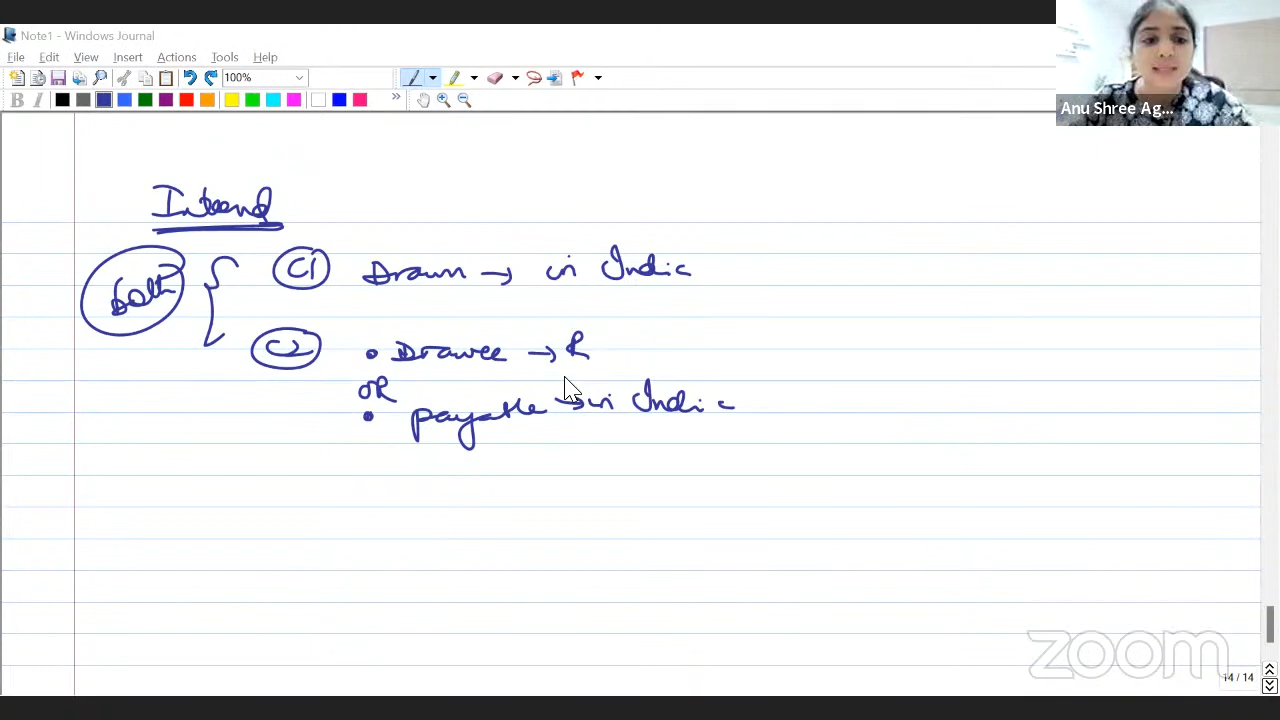 Note1 - Windows Journal
File Edit View Insert Actions Tools Help
100%
B I
Anu Shree Ag...
Inland
both { C1 Drawn → in India
C2 • Drawee → R
OR
• payable → in India
zoom
14 / 14